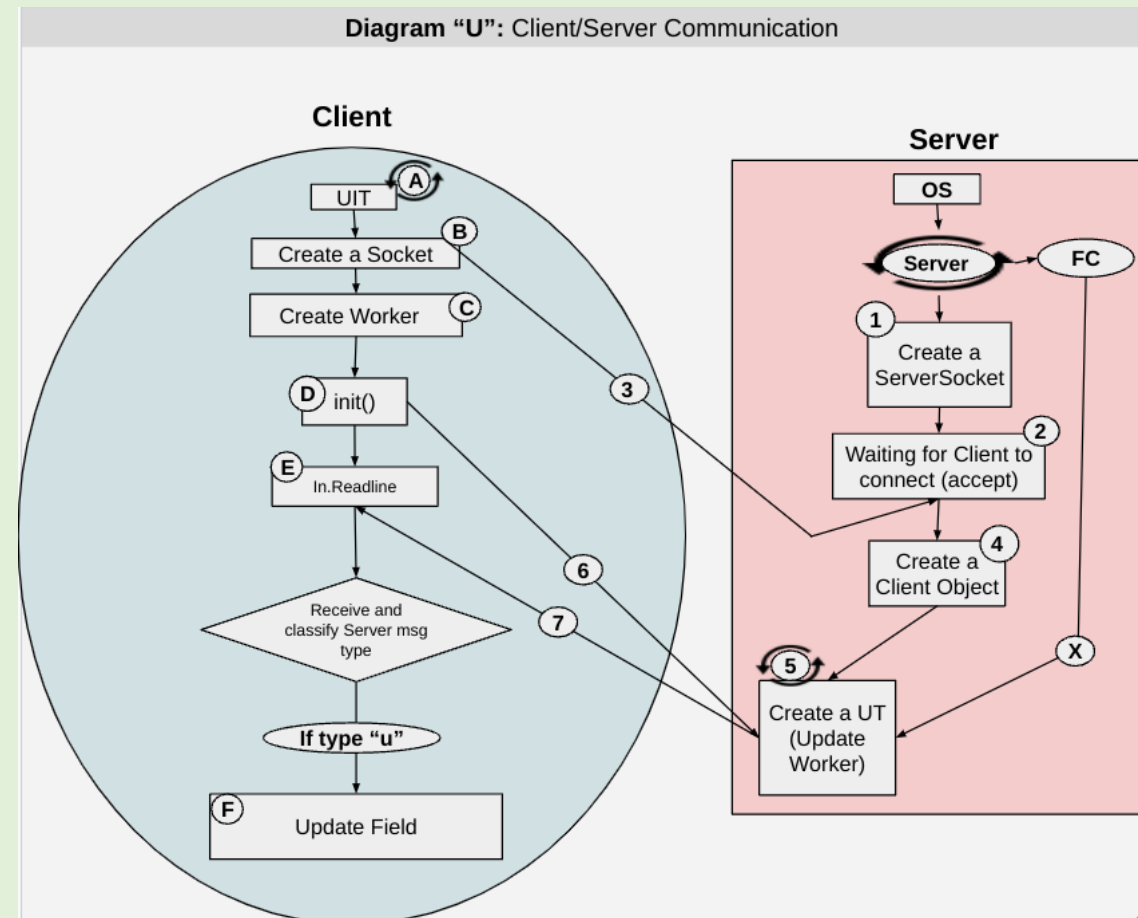 Diagram “U”: Client/Server Communication
Client
A
UIT
B
Create a Socket
C
Create Worker
D
init()
E
In.Readline
Receive and
classify Server msg
type
If type “u”
F
Update Field
3
6
7
Server
OS
Server
FC
1
Create a
ServerSocket
2
Waiting for Client to
connect (accept)
4
Create a
Client Object
X
5
Create a UT
(Update
Worker)